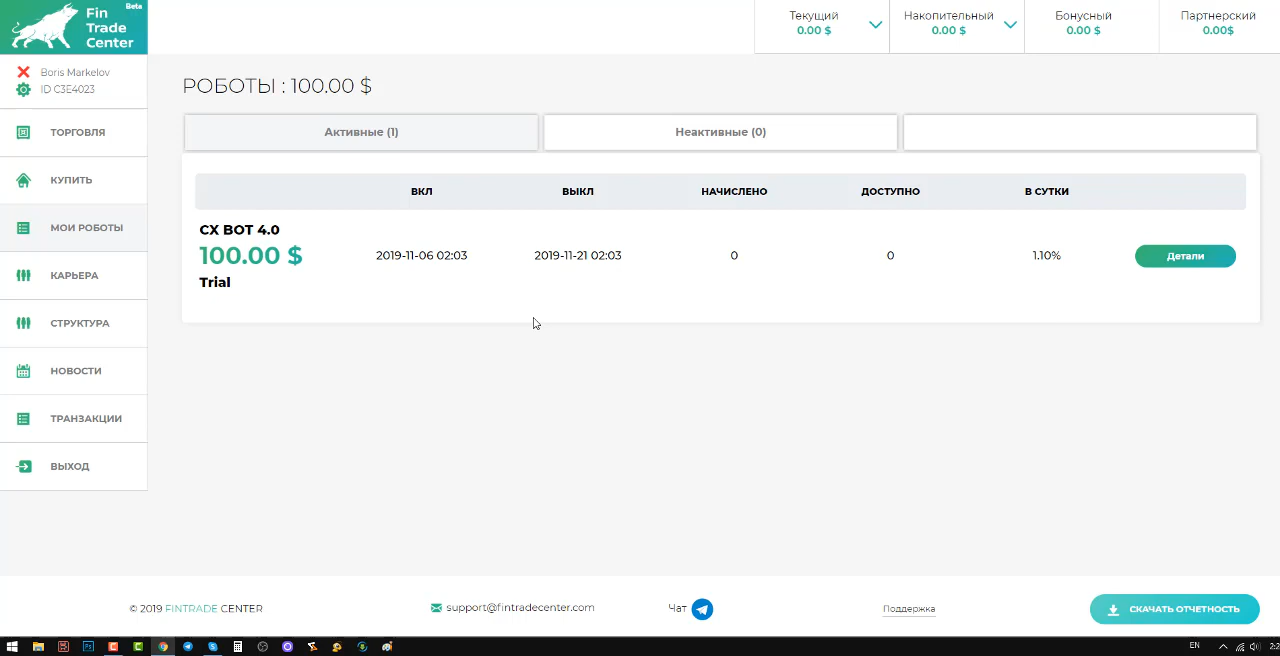 Fin
Trade
Center
Beta
Текущий
0.00 $
Накопительный
0.00 $
Бонусный
0.00 $
Партнерский
0.00$
Boris Markelov
ID C3E4023
ТОРГОВЛЯ
КУПИТЬ
МОИ РОБОТЫ
КАРЬЕРА
СТРУКТУРА
НОВОСТИ
ТРАНЗАКЦИИ
ВЫХОД
РОБОТЫ : 100.00 $
Активные (1)
Неактивные (0)
ВКЛ ВЫКЛ НАЧИСЛЕНО ДОСТУПНО В СУТКИ
CX BOT 4.0
100.00 $
Trial
2019-11-06 02:03 2019-11-21 02:03 0 0 1.10% Детали
© 2019 FINTRADE CENTER
support@fintradecenter.com
Чат
Поддержка
СКАЧАТЬ ОТЧЕТНОСТЬ
EN